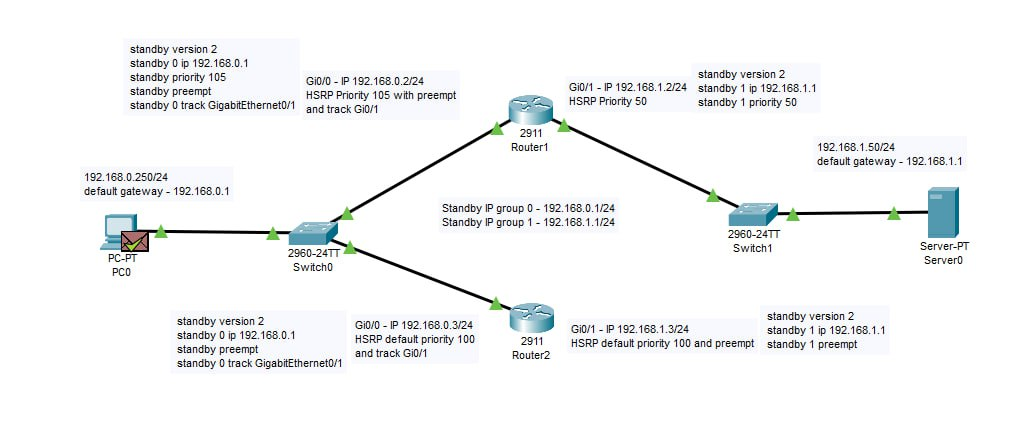 standby version 2
standby 0 ip 192.168.0.1
standby priority 105
standby preempt
standby 0 track GigabitEthernet0/1
Gi0/0 - IP 192.168.0.2/24
HSRP Priority 105 with preempt
and track Gi0/1
Gi0/1 - IP 192.168.1.2/24
HSRP Priority 50
standby version 2
standby 1 ip 192.168.1.1
standby 1 priority 50
2911
Router1
192.168.1.50/24
default gateway - 192.168.1.1
192.168.0.250/24
default gateway - 192.168.0.1
Standby IP group 0 - 192.168.0.1/24
Standby IP group 1 - 192.168.1.1/24
PC-PT
PC0
2960-24TT
Switch0
2960-24TT
Switch1
Server-PT
Server0
standby version 2
standby 0 ip 192.168.0.1
standby preempt
standby 0 track GigabitEthernet0/1
Gi0/0 - IP 192.168.0.3/24
HSRP default priority 100
and track Gi0/1
2911
Router2
Gi0/1 - IP 192.168.1.3/24
HSRP default priority 100 and preempt
standby version 2
standby 1 ip 192.168.1.1
standby 1 preempt